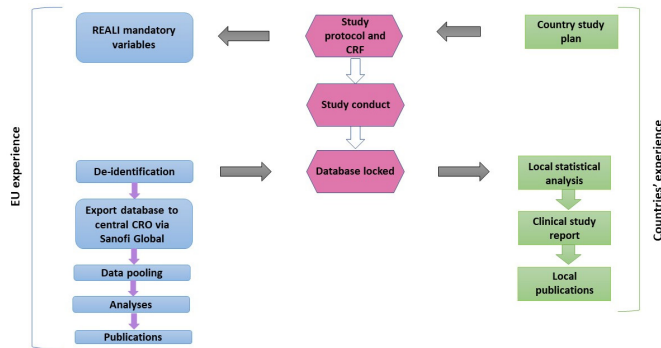 REALI mandatory
variables
Study
protocol and
CRF
Country study
plan
Study conduct
EU experience
De-identification
Database locked
Local statistical
analysis
Export database to
central CRO via
Sanofi Global
Clinical study
report
Data pooling
Local
publications
Analyses
Publications
Countries' experience